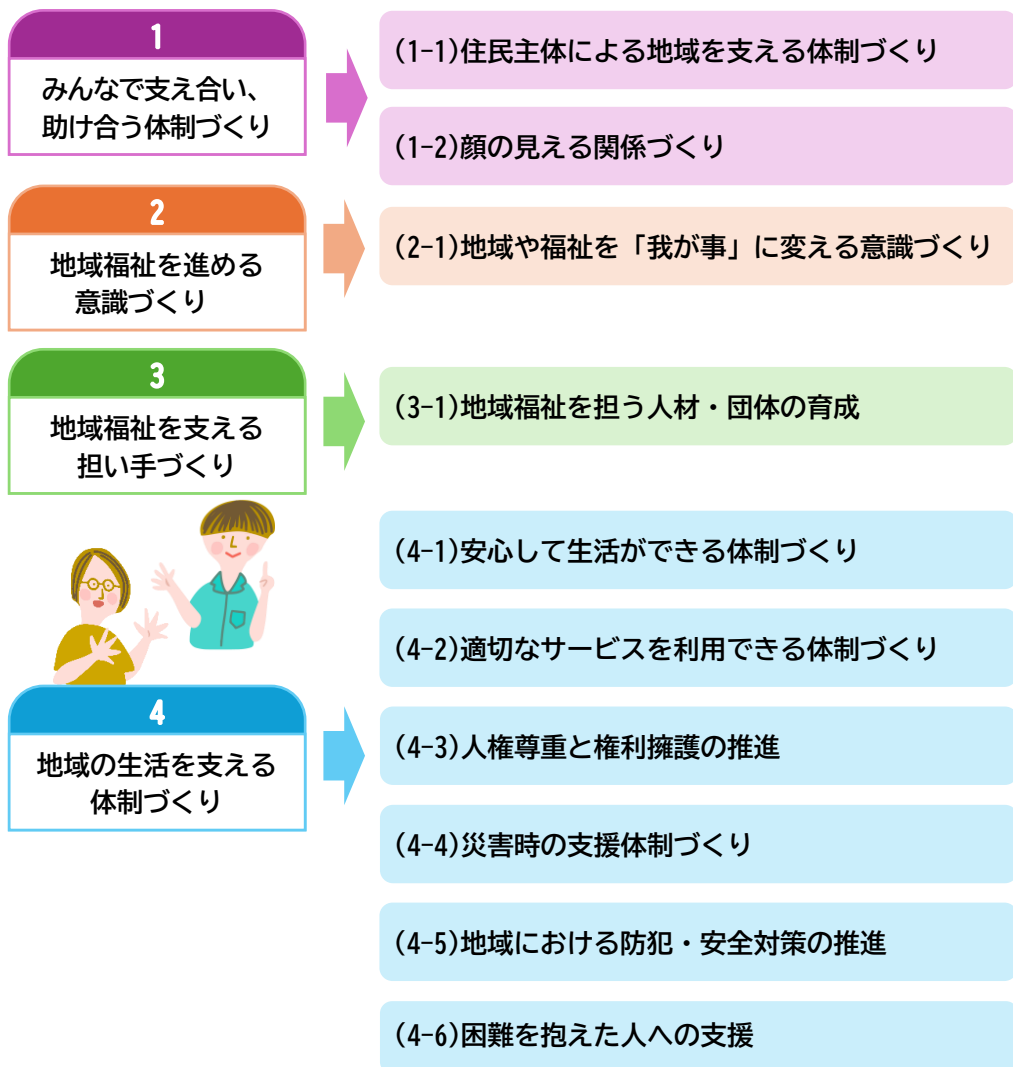 1
みんなで支え合い、
助け合う体制づくり
(1-1)住民主体による地域を支える体制づくり
(1-2)顔の見える関係づくり
2
地域福祉を進める
意識づくり
(2-1)地域や福祉を「我が事」に変える意識づくり
3
地域福祉を支える
担い手づくり
(3-1)地域福祉を担う人材・団体の育成
4
地域の生活を支える
体制づくり
(4-1)安心して生活ができる体制づくり
(4-2)適切なサービスを利用できる体制づくり
(4-3)人権尊重と権利擁護の推進
(4-4)災害時の支援体制づくり
(4-5)地域における防犯・安全対策の推進
(4-6)困難を抱えた人への支援